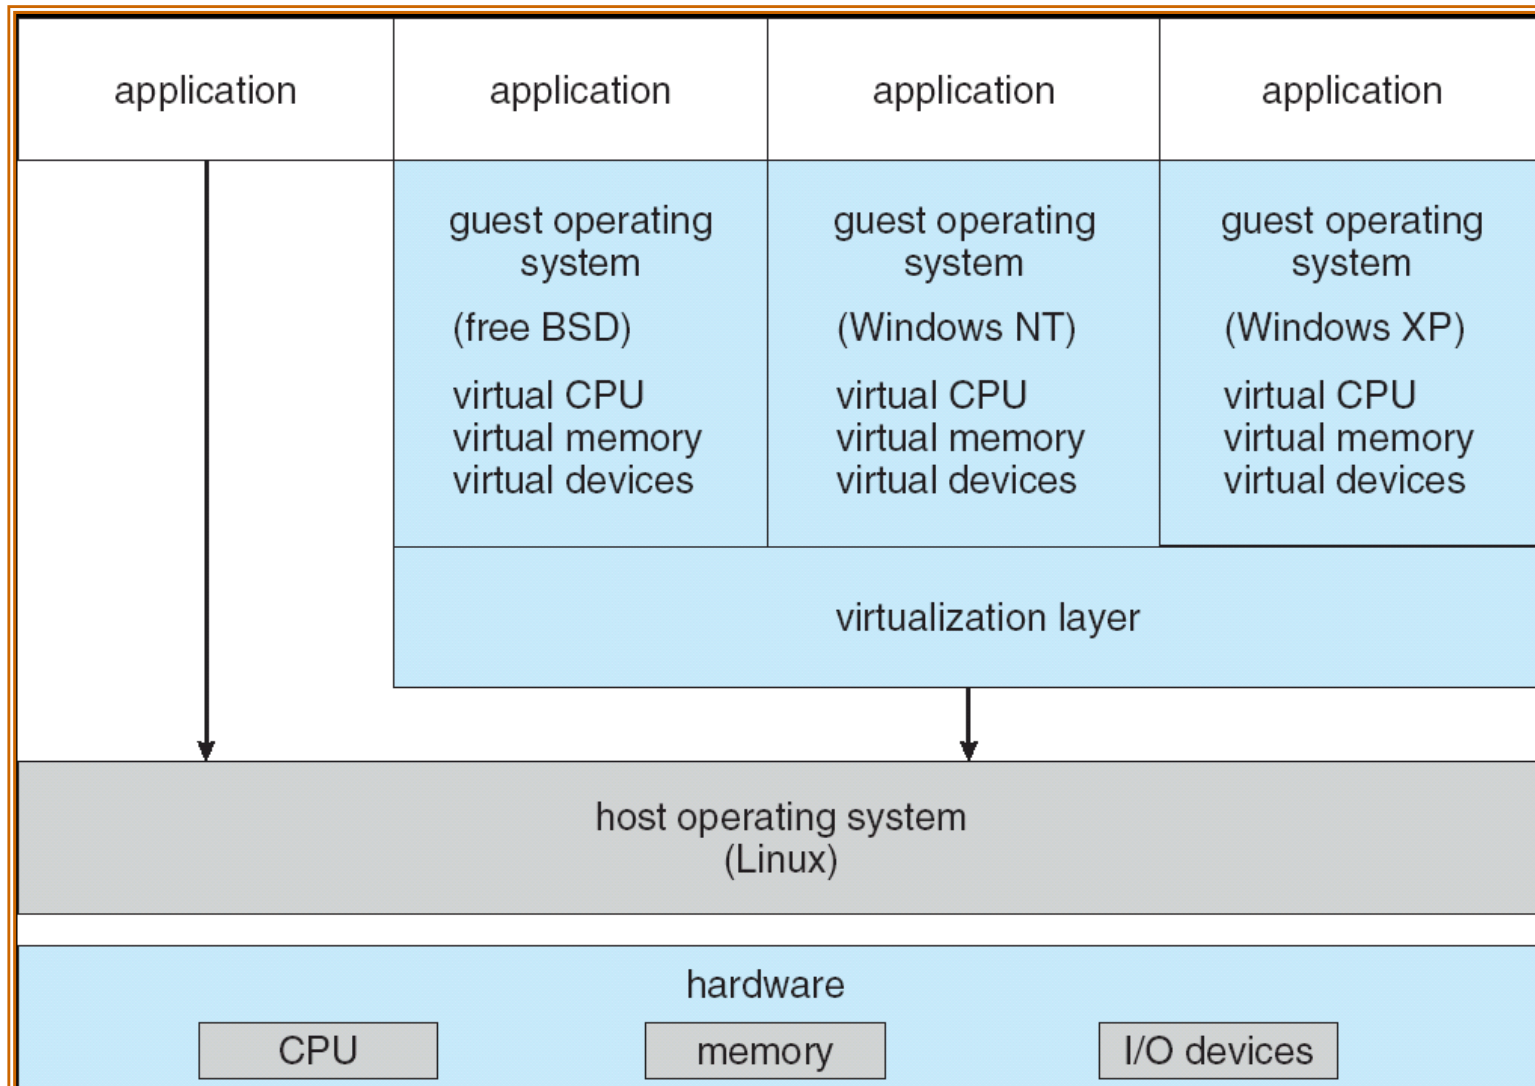 application
application
application
application
guest operating
system
(free BSD)
virtual CPU
virtual memory
virtual devices
guest operating
system
(Windows NT)
virtual CPU
virtual memory
virtual devices
guest operating
system
(Windows XP)
virtual CPU
virtual memory
virtual devices
virtualization layer
host operating system
(Linux)
hardware
CPU
memory
I/O devices